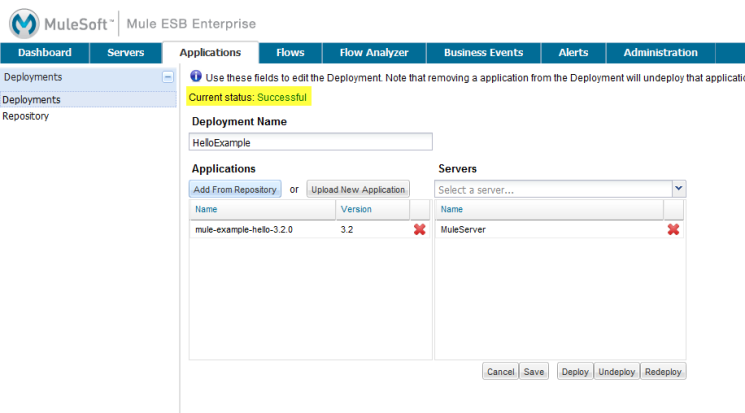 MuleSoft™ Mule ESB Enterprise
Dashboard Servers Applications Flows Flow Analyzer Business Events Alerts Administration
Deployments
Deployments
Repository
Use these fields to edit the Deployment. Note that removing a application from the Deployment will undeploy that applicatio
Current status: Successful
Deployment Name
HelloExample
Applications Servers
Add From Repository or Upload New Application Select a server...
Name Version Name
mule-example-hello-3.2.0 3.2 MuleServer
Cancel Save Deploy Undeploy Redeploy